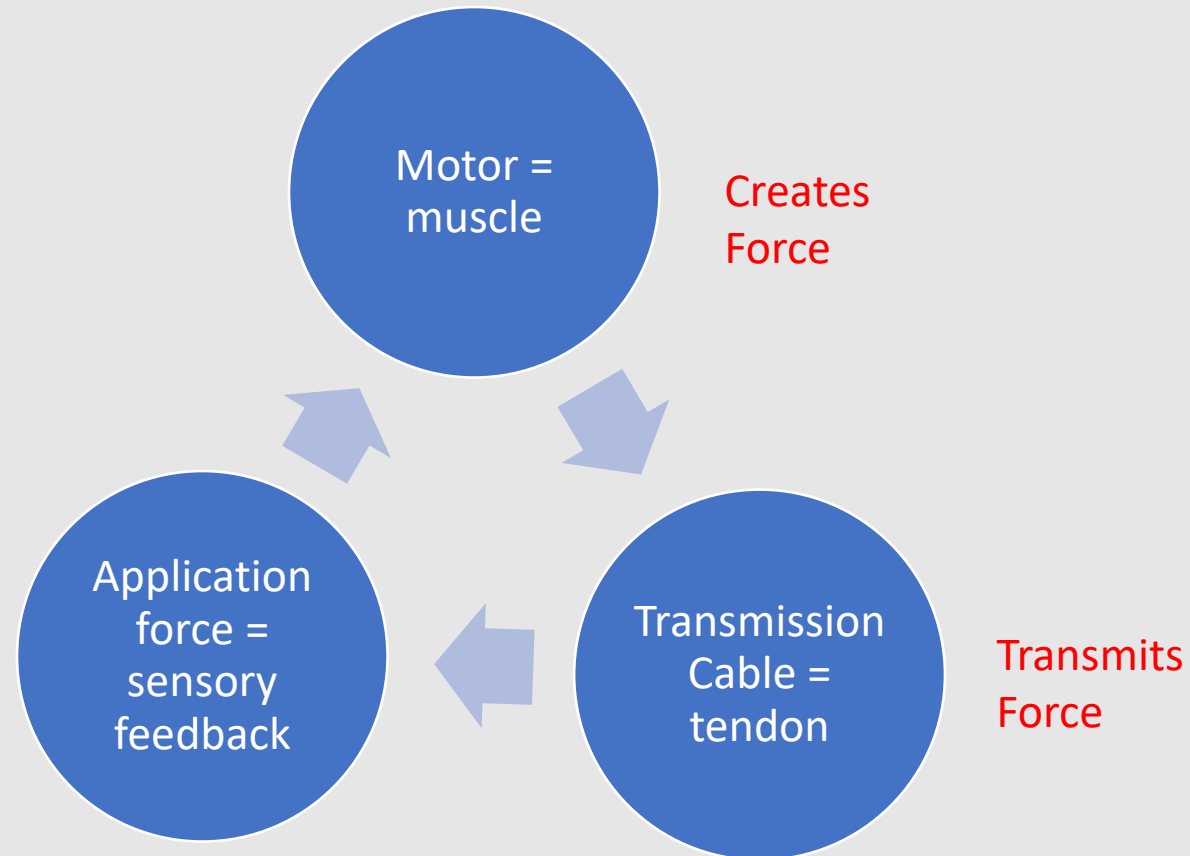 Motor =
muscle
Creates
Force
Application
force =
sensory
feedback
Transmission
Cable =
tendon
Transmits
Force